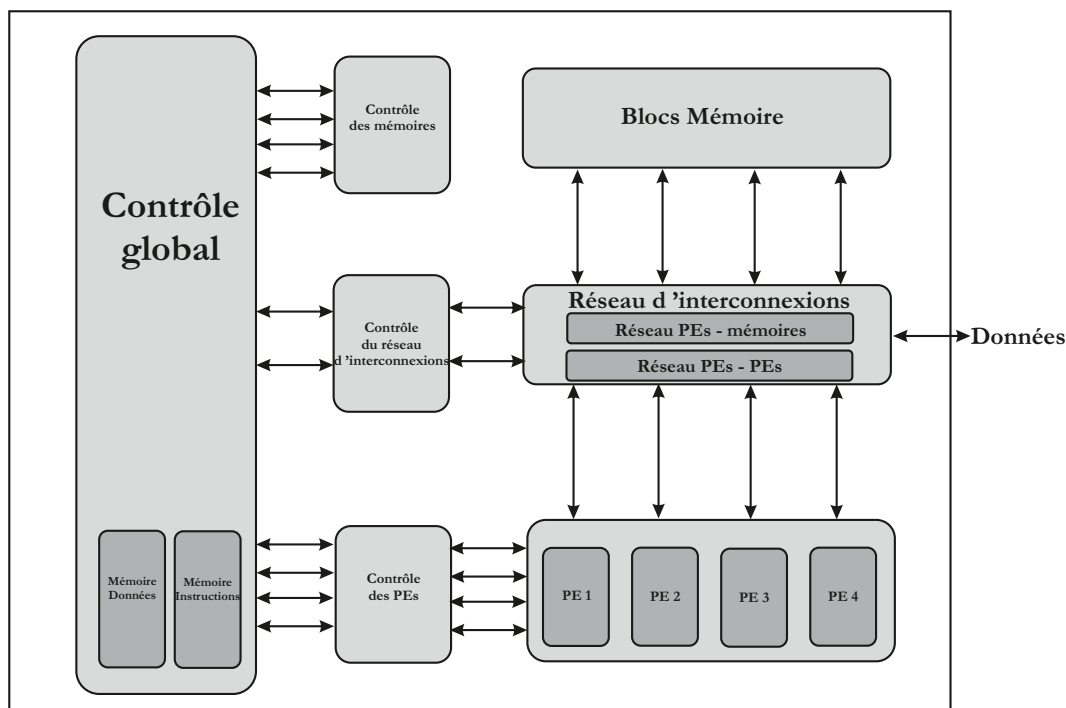 Contrôle
des mémoires
Blocs Mémoire
Contrôle
global
Réseau d 'interconnexions
Réseau PEs - mémoires
Réseau PEs - PEs
Données
Contrôle
du réseau
d 'interconnexions
Mémoire
Données
Mémoire
Instructions
Contrôle
des PEs
PE 1
PE 2
PE 3
PE 4